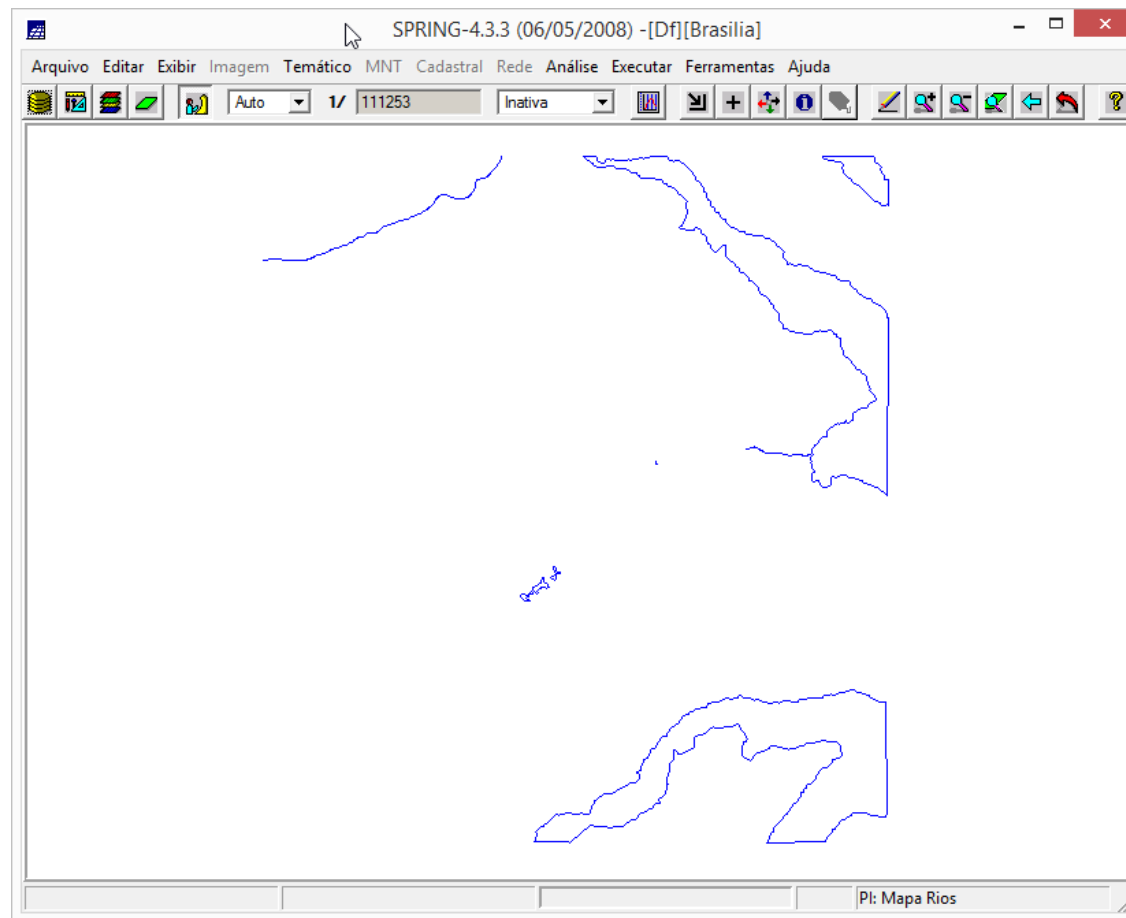 SPRING-4.3.3 (06/05/2008) -[Df][Brasilia]
Arquivo Editar Exibir Imagem Temático MNT Cadastral Rede Análise Executar Ferramentas Ajuda
Auto 1/ 111253 Inativa
PI: Mapa Rios